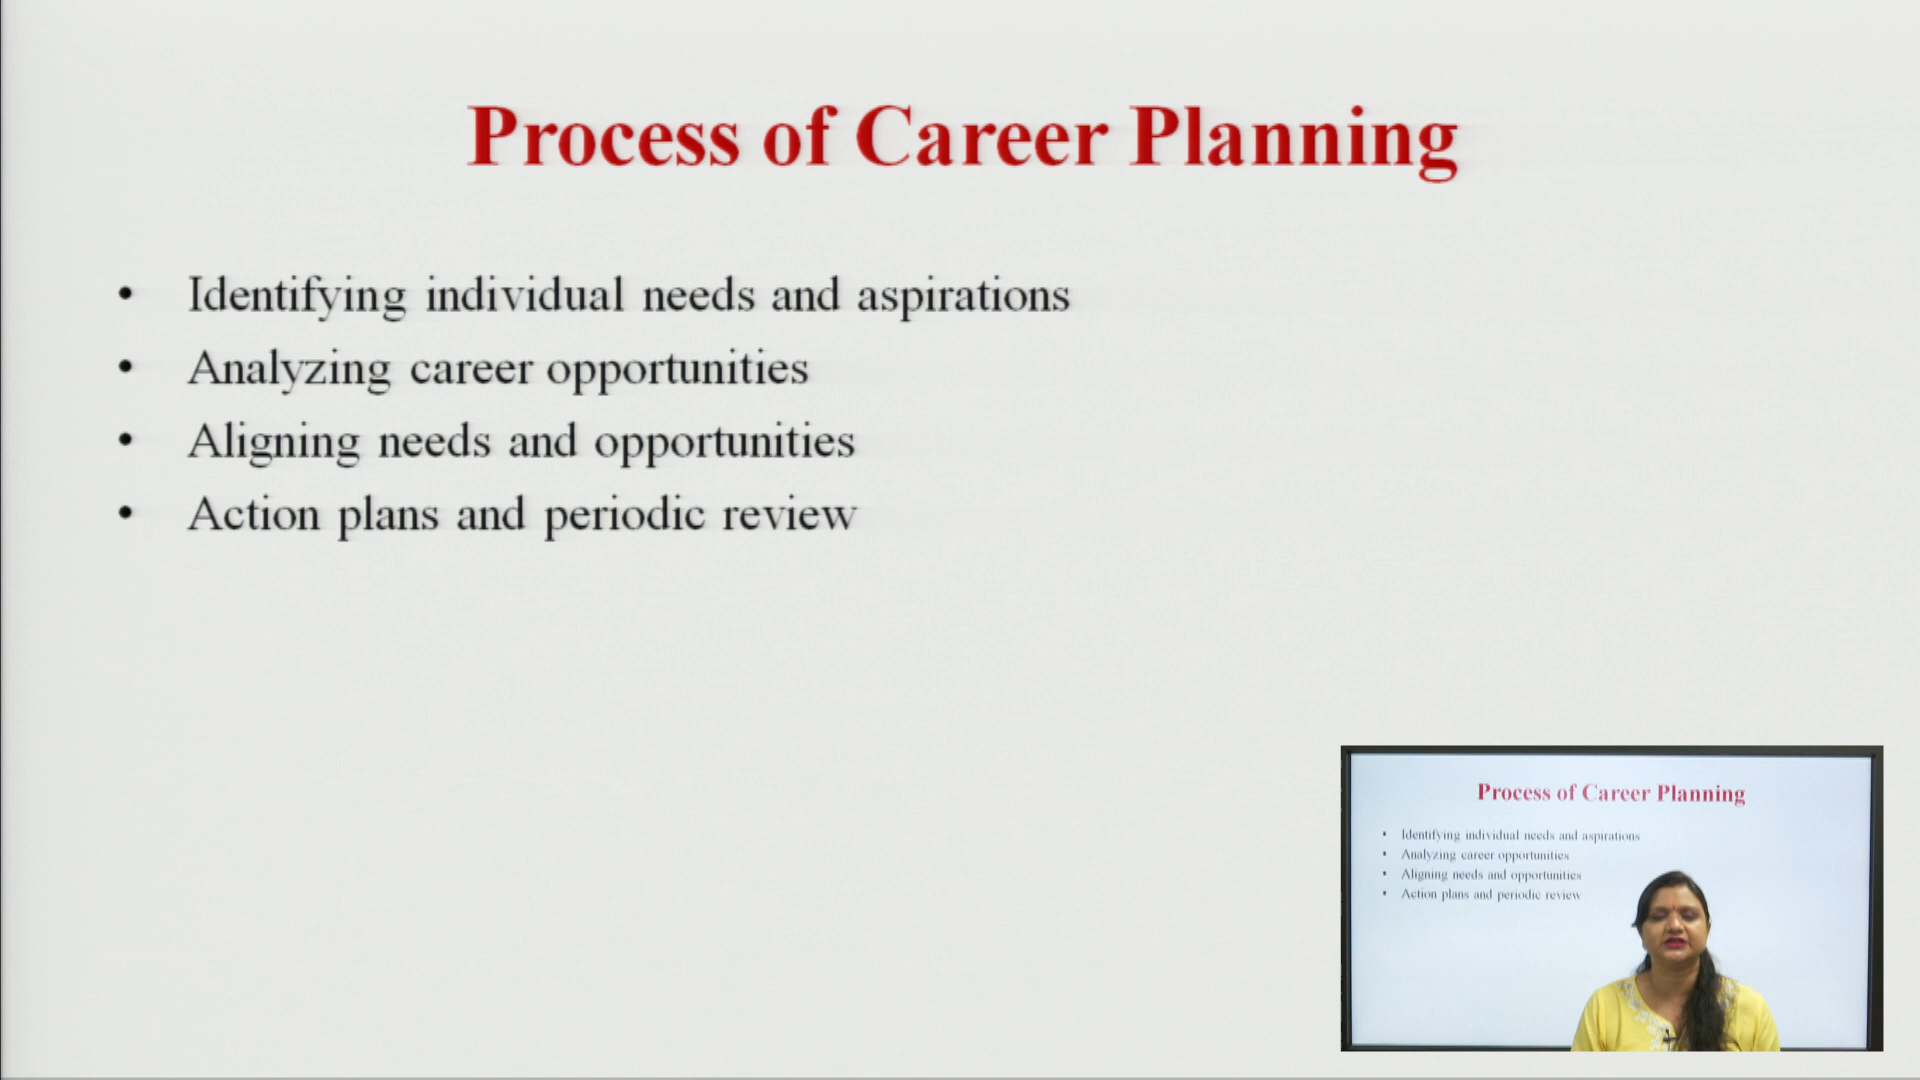 Process of Career Planning
• Identifying individual needs and aspirations
• Analyzing career opportunities
• Aligning needs and opportunities
• Action plans and periodic review
Process of Career Planning
• Identifying individual needs and aspirations
• Analyzing career opportunities
• Aligning needs and opportunities
• Action plans and periodic review